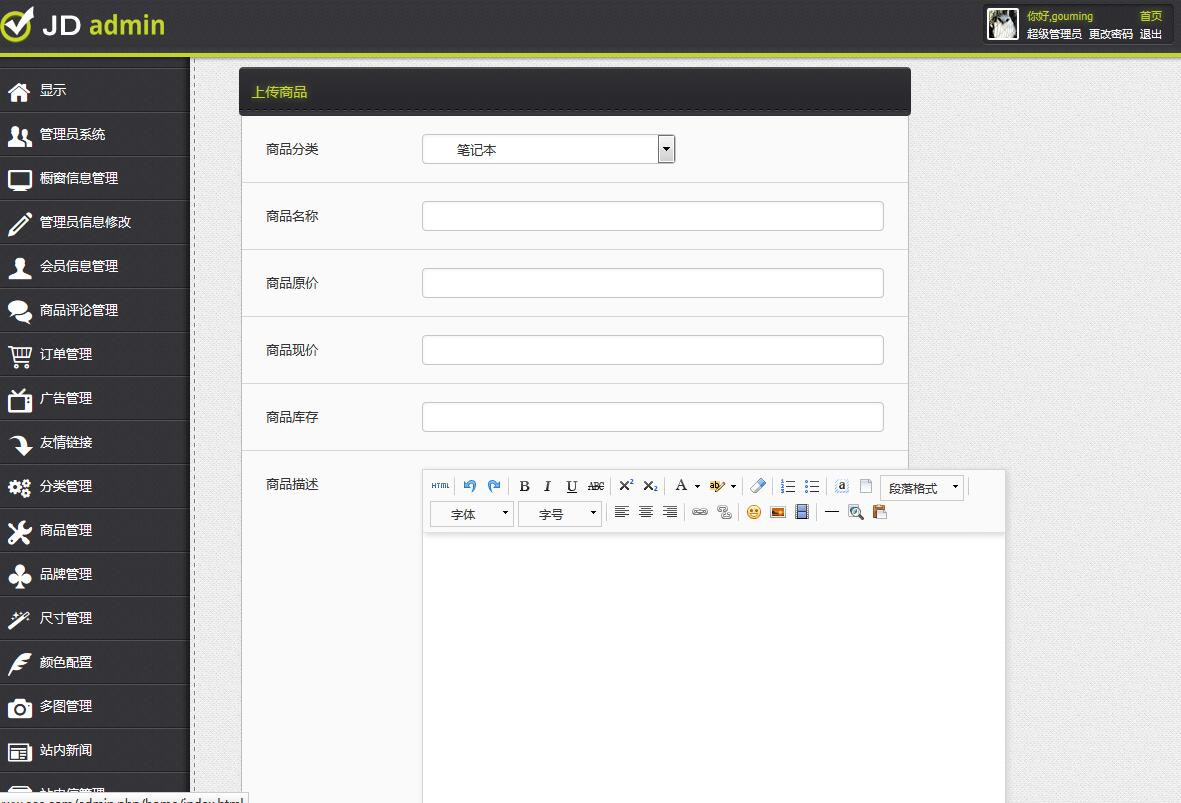 JD admin
你好,gouming 首页
超级管理员 更改密码 退出
显示
管理员系统
橱窗信息管理
管理员信息修改
会员信息管理
商品评论管理
订单管理
广告管理
友情链接
分类管理
商品管理
品牌管理
尺寸管理
颜色配置
多图管理
站内新闻
上传商品
商品分类 笔记本
商品名称
商品原价
商品现价
商品库存
商品描述
HTML B I U ABC X² X₂ A ab a 段落格式
字体 字号